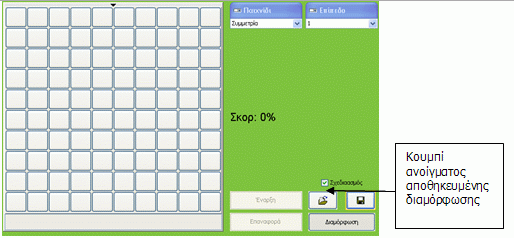 Παιχνίδι
Επίπεδο
Συμμετρία
1
Σκορ: 0%
Σχεδιασμός
Έναρξη
Επαναφορά
Διαμόρφωση
Κουμπί
ανοίγματος
αποθηκευμένης
διαμόρφωσης